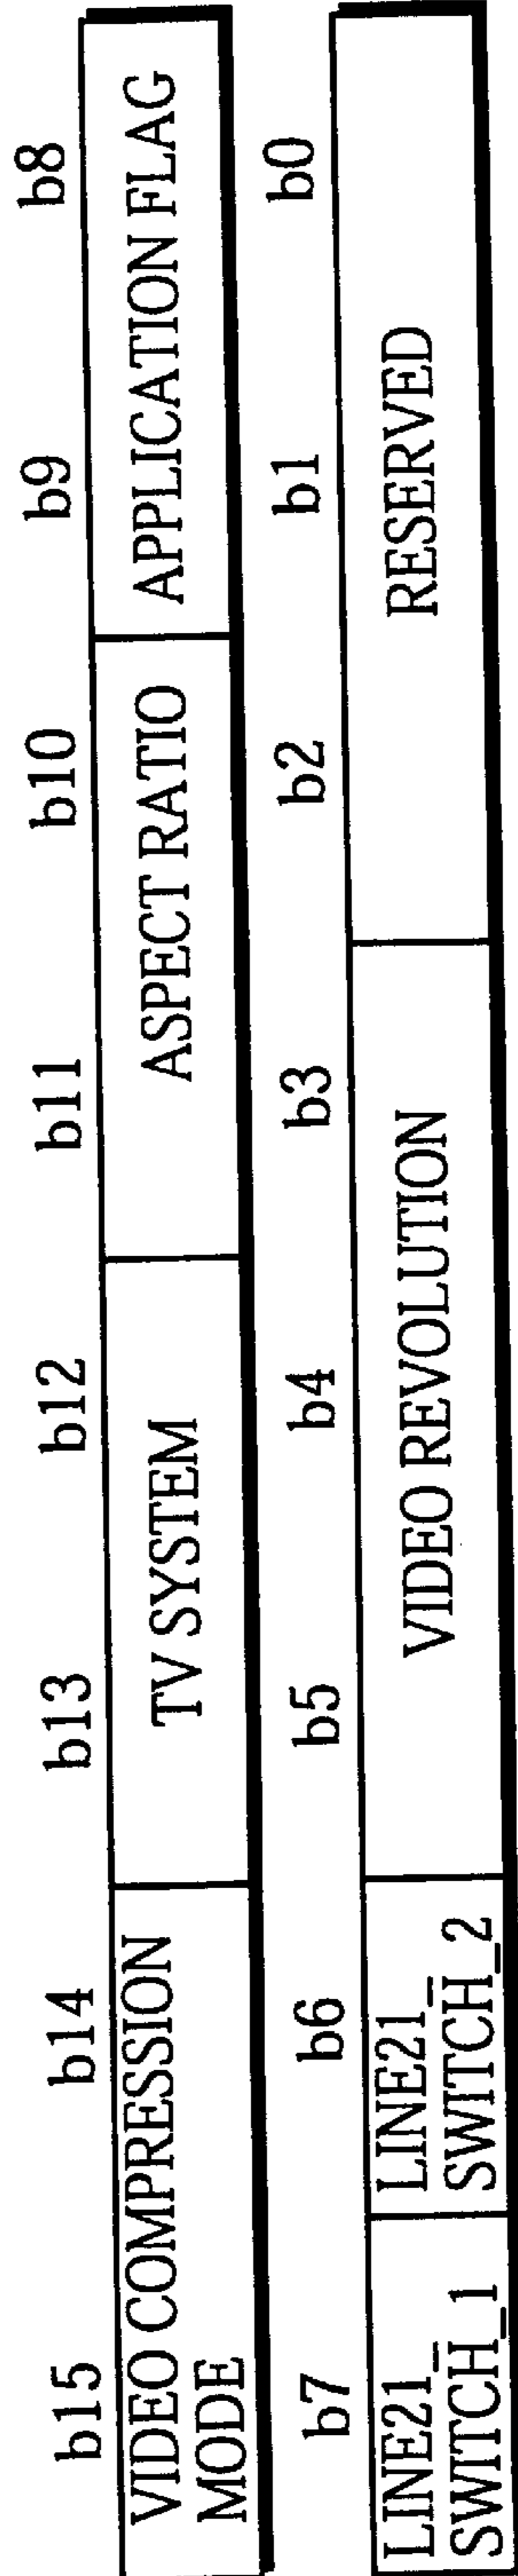 b15 b14 b13 b12 b11 b10 b9 b8
VIDEO COMPRESSION
MODE
TV SYSTEM
ASPECT RATIO
APPLICATION FLAG
b7 b6 b5 b4 b3 b2 b1 b0
LINE21_
SWITCH_1
LINE21_
SWITCH_2
VIDEO REVOLUTION
RESERVED